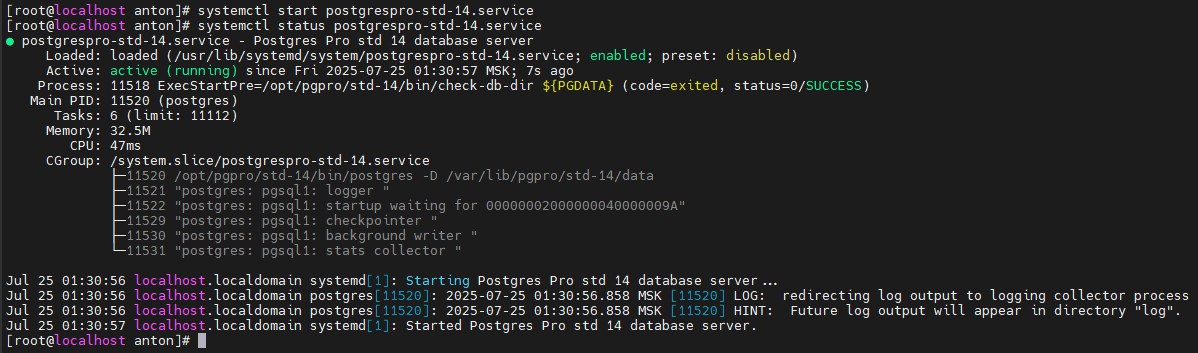 [root@localhost anton]# systemctl start postgrespro-std-14.service
[root@localhost anton]# systemctl status postgrespro-std-14.service
● postgrespro-std-14.service - Postgres Pro std 14 database server
     Loaded: loaded (/usr/lib/systemd/system/postgrespro-std-14.service; enabled; preset: disabled)
     Active: active (running) since Fri 2025-07-25 01:30:57 MSK; 7s ago
    Process: 11518 ExecStartPre=/opt/pgpro/std-14/bin/check-db-dir ${PGDATA} (code=exited, status=0/SUCCESS)
   Main PID: 11520 (postgres)
      Tasks: 6 (limit: 11112)
     Memory: 32.5M
        CPU: 47ms
     CGroup: /system.slice/postgrespro-std-14.service
             ├─11520 /opt/pgpro/std-14/bin/postgres -D /var/lib/pgpro/std-14/data
             ├─11521 "postgres: pgsql1: logger "
             ├─11522 "postgres: pgsql1: startup waiting for 00000002000000040000009A"
             ├─11529 "postgres: pgsql1: checkpointer "
             ├─11530 "postgres: pgsql1: background writer "
             └─11531 "postgres: pgsql1: stats collector "
Jul 25 01:30:56 localhost.localdomain systemd[1]: Starting Postgres Pro std 14 database server...
Jul 25 01:30:56 localhost.localdomain postgres[11520]: 2025-07-25 01:30:56.858 MSK [11520] LOG:  redirecting log output to logging collector process
Jul 25 01:30:56 localhost.localdomain postgres[11520]: 2025-07-25 01:30:56.858 MSK [11520] HINT:  Future log output will appear in directory "log".
Jul 25 01:30:57 localhost.localdomain systemd[1]: Started Postgres Pro std 14 database server.
[root@localhost anton]#